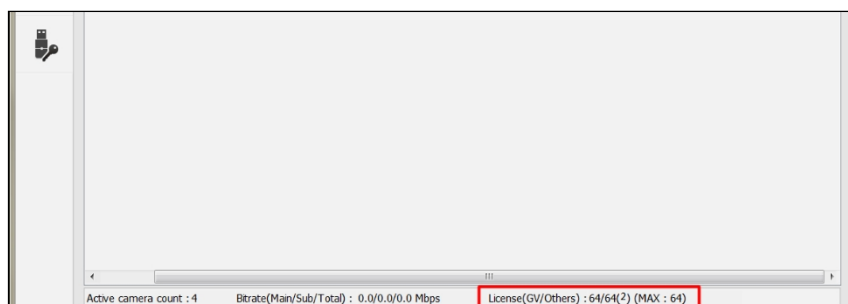 Active camera count : 4 Bitrate(Main/Sub/Total) : 0.0/0.0/0.0 Mbps License(GV/Others) : 64/64(2) (MAX : 64)